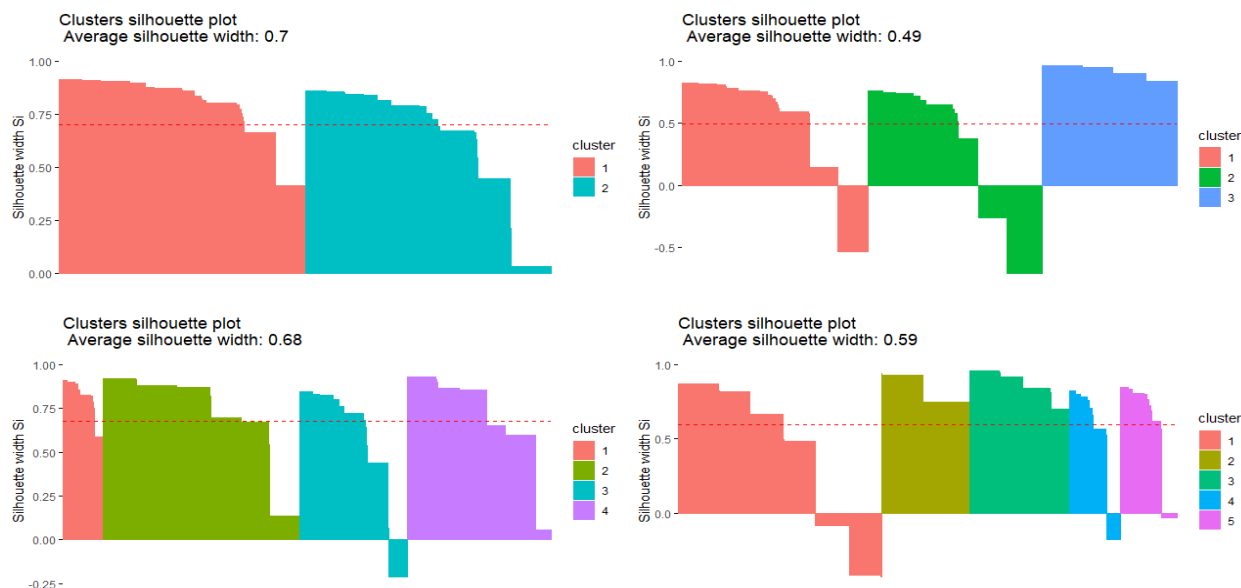 Clusters silhouette plot
Average silhouette width: 0.7
Silhouette width Si
1.00
0.75
0.50
0.25
0.00
cluster
1
2
Clusters silhouette plot
Average silhouette width: 0.49
Silhouette width Si
1.0
0.5
0.0
-0.5
cluster
1
2
3
Clusters silhouette plot
Average silhouette width: 0.68
Silhouette width Si
1.00
0.75
0.50
0.25
0.00
-0.25
cluster
1
2
3
4
Clusters silhouette plot
Average silhouette width: 0.59
Silhouette width Si
1.0
0.5
0.0
cluster
1
2
3
4
5